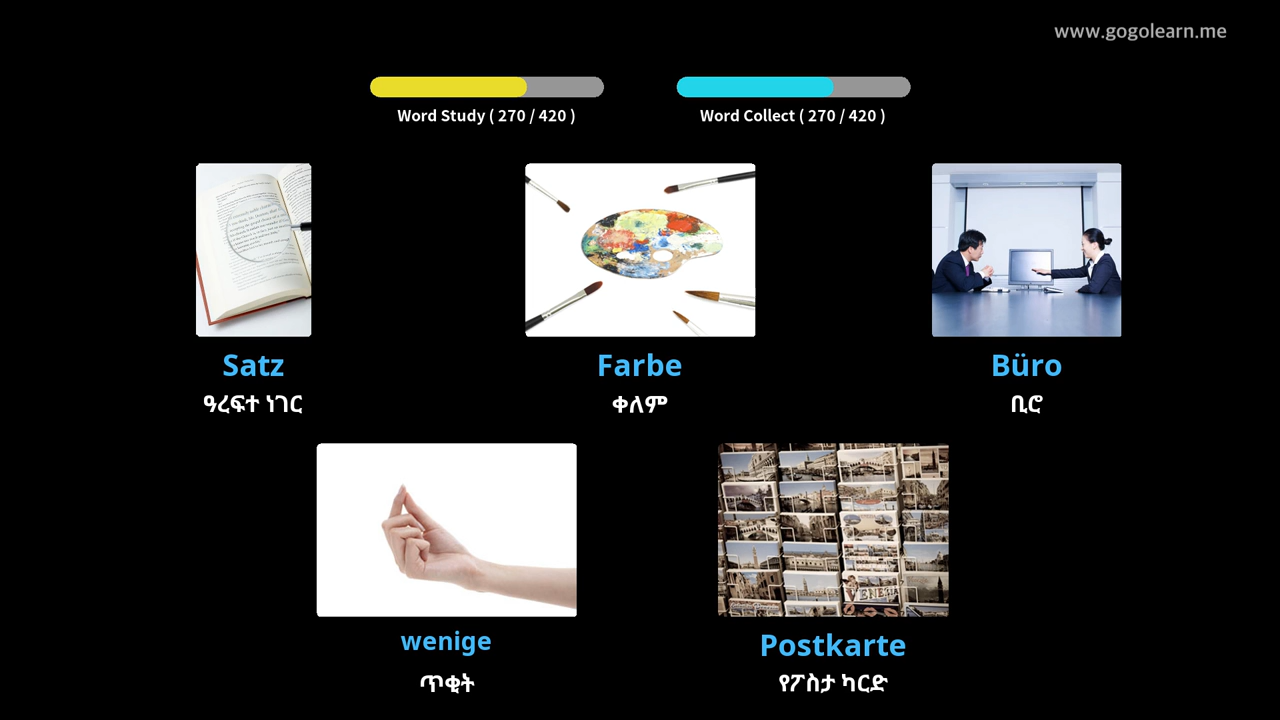 www.gogolearn.me
Word Study ( 270 / 420 )
Word Collect ( 270 / 420 )
Satz
ዓረፍተ ነገር
Farbe
ቀለም
Büro
ቢሮ
wenige
ጥቂት
Postkarte
የፖስታ ካርድ